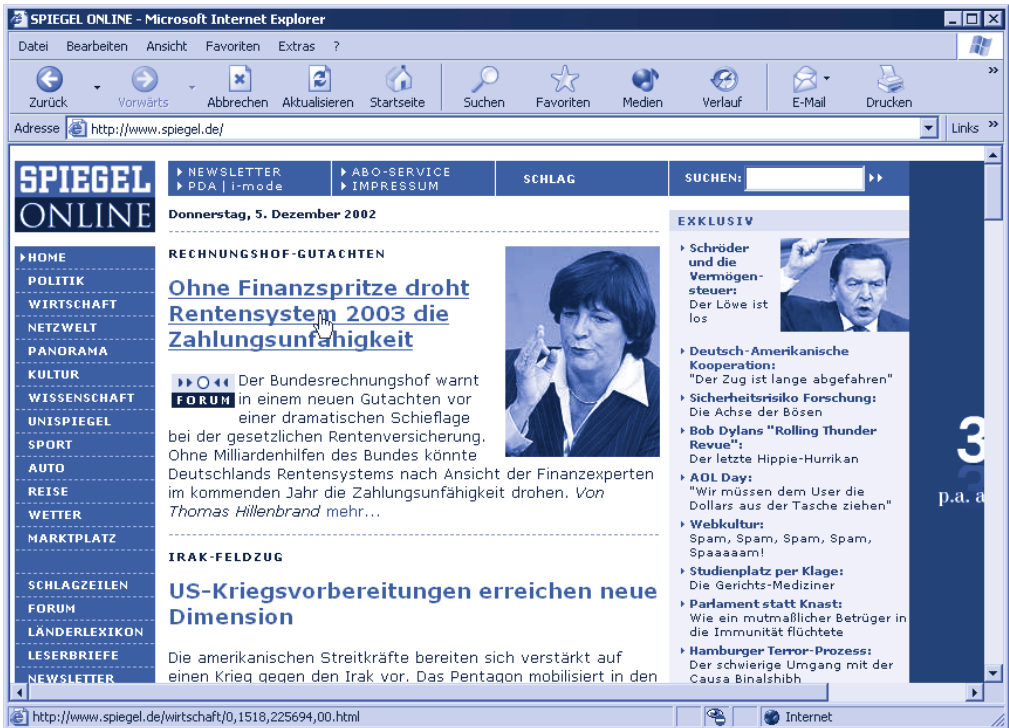 SPIEGEL ONLINE - Microsoft Internet Explorer
Datei Bearbeiten Ansicht Favoriten Extras ?
Zurück Vorwärts Abbrechen Aktualisieren Startseite Suchen Favoriten Medien Verlauf E-Mail Drucken
Adresse http://www.spiegel.de/ Links
SPIEGEL
ONLINE
NEWSLETTER
PDA | i-mode
ABO-SERVICE
IMPRESSUM
SCHLAG
SUCHEN:
HOME
POLITIK
WIRTSCHAFT
NETZWELT
PANORAMA
KULTUR
WISSENSCHAFT
UNISPIEGEL
SPORT
AUTO
REISE
WETTER
MARKTPLATZ
SCHLAGZEILEN
FORUM
LÄNDERLEXIKON
LESERBRIEFE
NEWSLETTER
Donnerstag, 5. Dezember 2002
RECHNUNGSHOF-GUTACHTEN
Ohne Finanzspritze droht
Rentensystem 2003 die
Zahlungsunfähigkeit
FORUM
Der Bundesrechnungshof warnt
in einem neuen Gutachten vor
einer dramatischen Schieflage
bei der gesetzlichen Rentenversicherung.
Ohne Milliardenhilfen des Bundes könnte
Deutschlands Rentensystems nach Ansicht der Finanzexperten
im kommenden Jahr die Zahlungsunfähigkeit drohen. Von
Thomas Hillenbrand mehr...
IRAK-FELDZUG
US-Kriegsvorbereitungen erreichen neue
Dimension
Die amerikanischen Streitkräfte bereiten sich verstärkt auf
einen Krieg gegen den Irak vor. Das Pentagon mobilisiert in den
EXKLUSIV
Schröder
und die
Vermögen-
steuer:
Der Löwe ist
los
Deutsch-Amerikanische
Kooperation:
"Der Zug ist lange abgefahren"
Sicherheitsrisiko Forschung:
Die Achse der Bösen
Bob Dylans "Rolling Thunder
Revue":
Der letzte Hippie-Hurrikan
AOL Day:
"Wir müssen dem User die
Dollars aus der Tasche ziehen"
Webkultur:
Spam, Spam, Spam, Spam,
Spaaaaam!
Studienplatz per Klage:
Die Gerichts-Mediziner
Parlament statt Knast:
Wie ein mutmaßlicher Betrüger in
die Immunität flüchtete
Hamburger Terror-Prozess:
Der schwierige Umgang mit der
Causa Binalshibh
3
p.a. a
http://www.spiegel.de/wirtschaft/0,1518,225694,00.html Internet